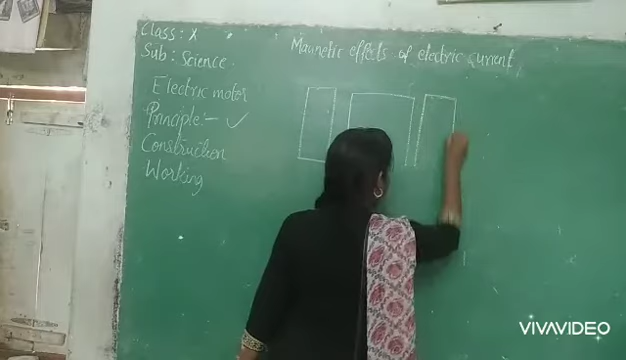 Class : X
Sub : Science.
Magnetic effects of electric current
Electric motor
Principle:- ✓
Construction
Working
VIVAVIDEO